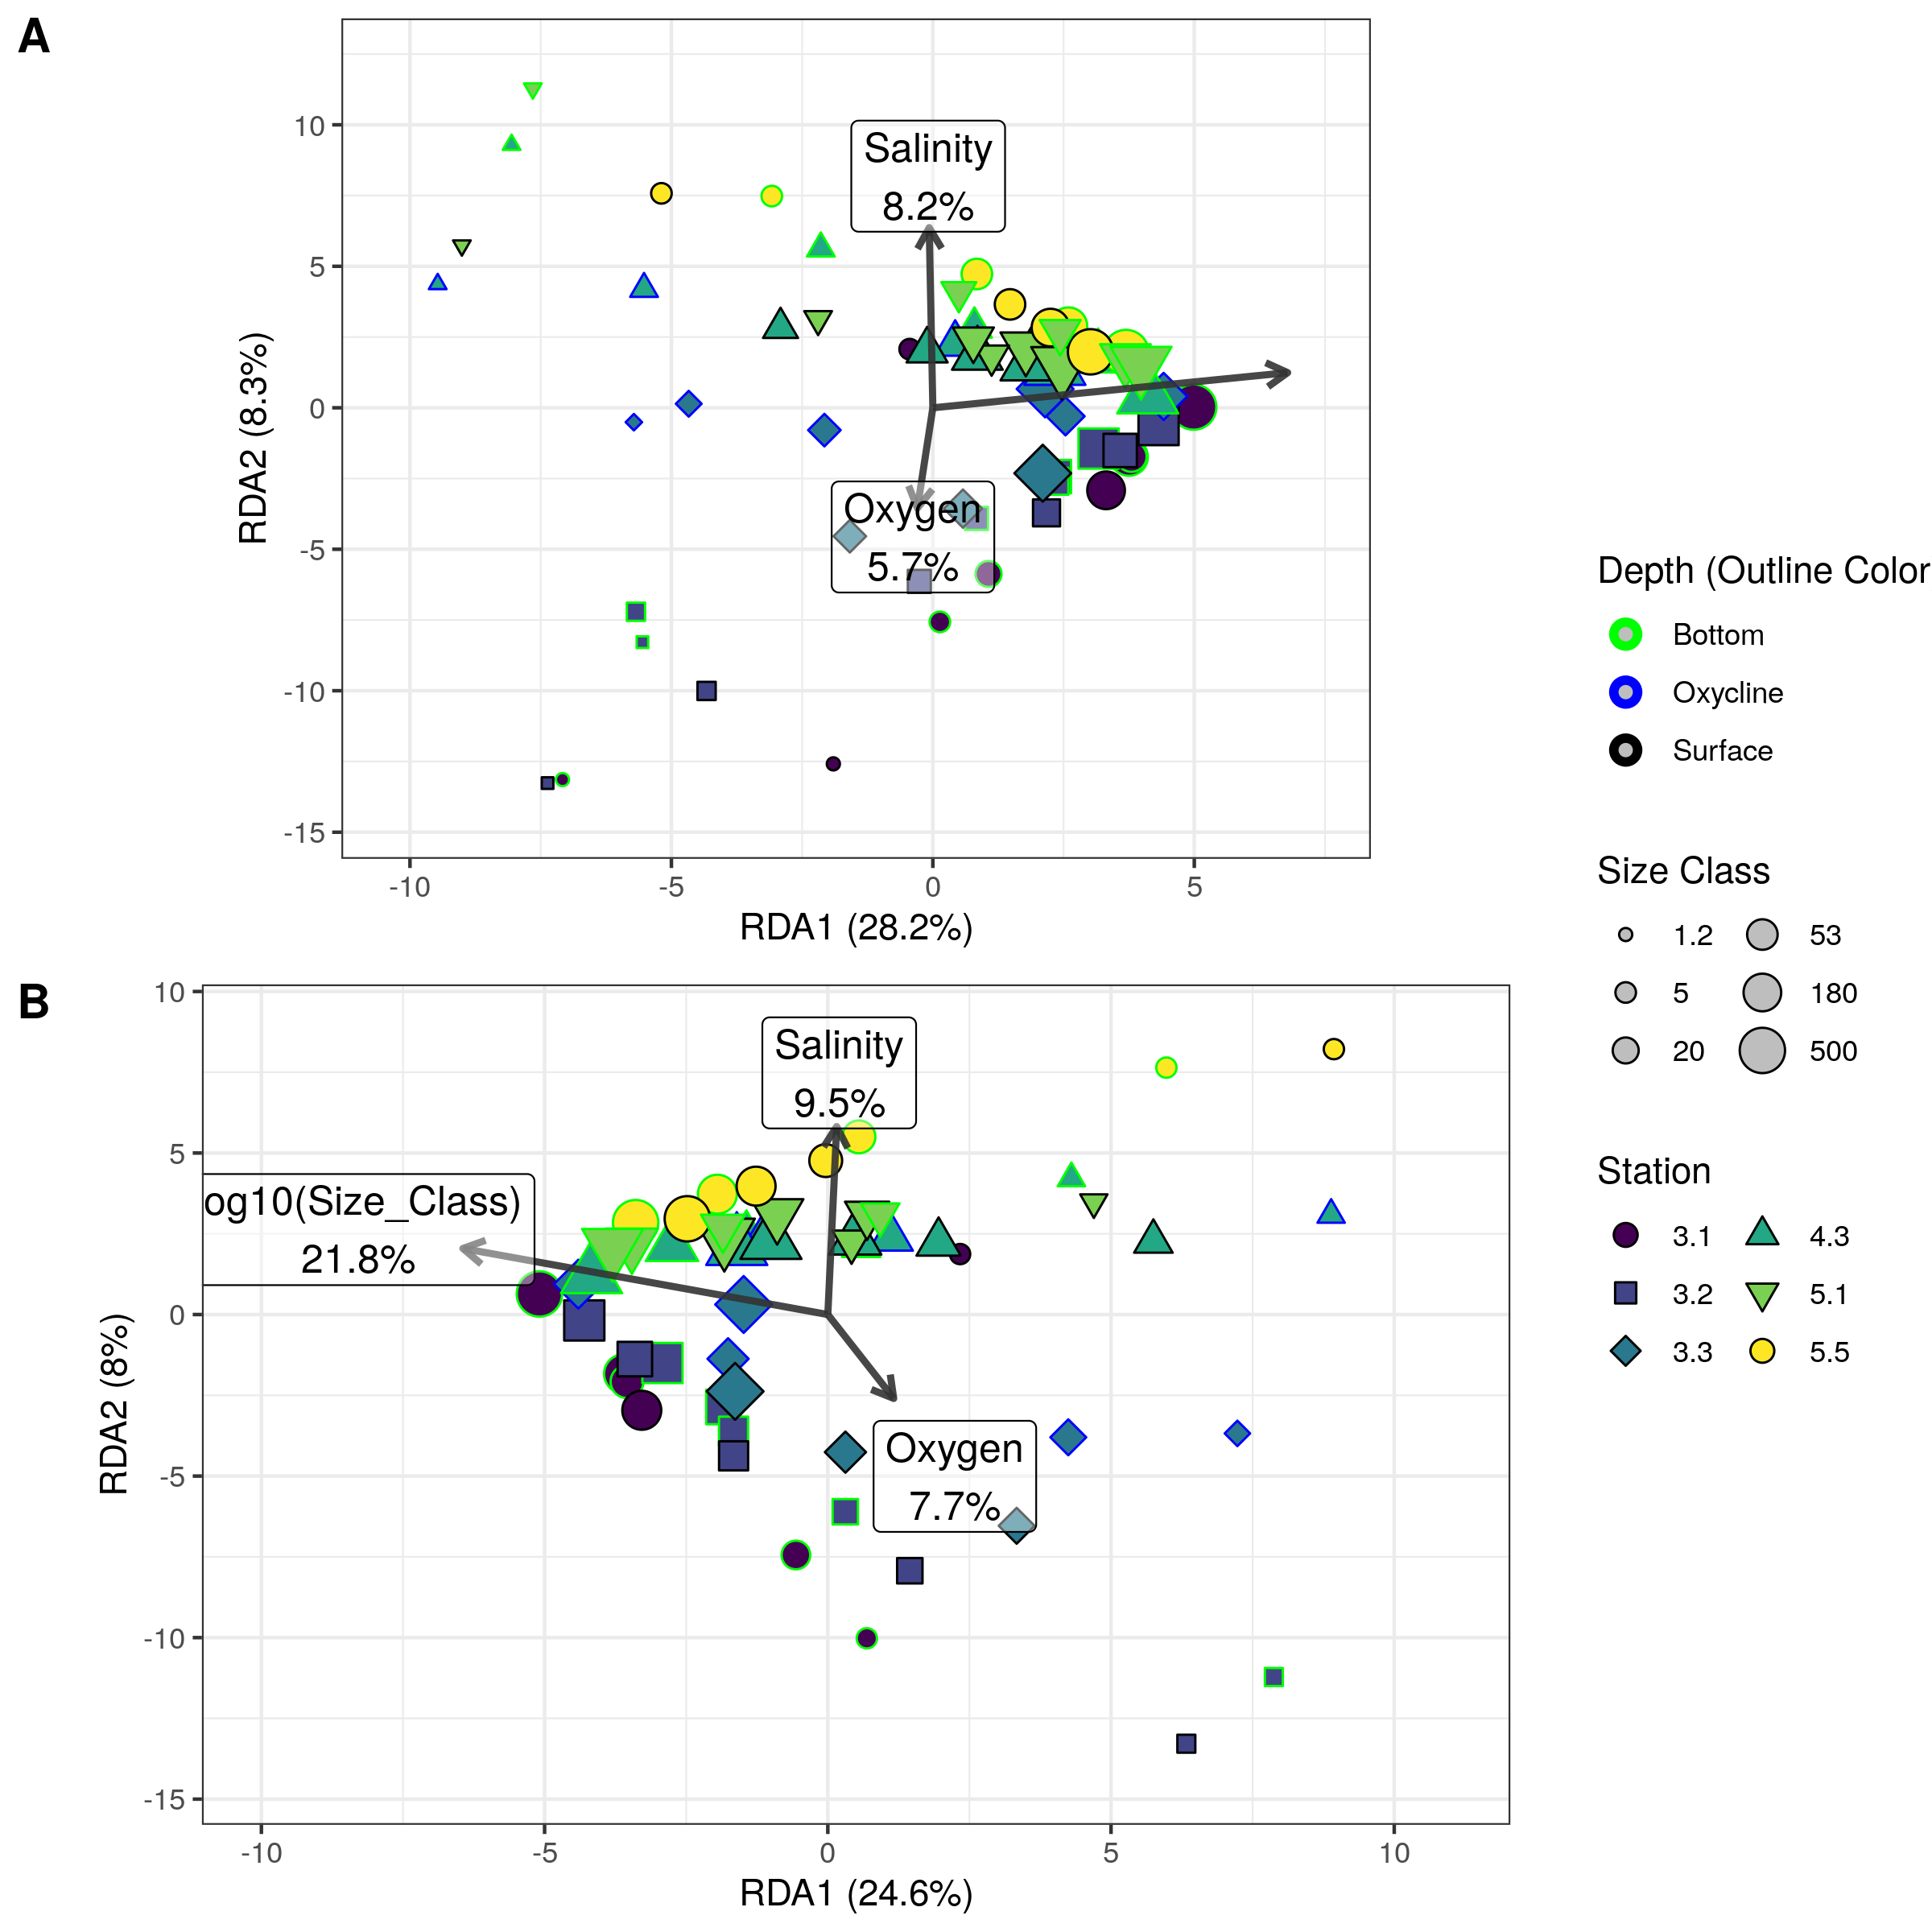 A
Salinity
8.2%
Oxygen
5.7%
10
5
0
-5
-10
-15
-10
-5
0
5
RDA2 (8.3%)
RDA1 (28.2%)
B
Salinity
9.5%
og10(Size_Class)
21.8%
Oxygen
7.7%
10
5
0
-5
-10
-15
-10
-5
0
5
10
RDA2 (8%)
RDA1 (24.6%)
Depth (Outline Color
Bottom
Oxycline
Surface
Size Class
1.2 53
5 180
20 500
Station
3.1 4.3
3.2 5.1
3.3 5.5